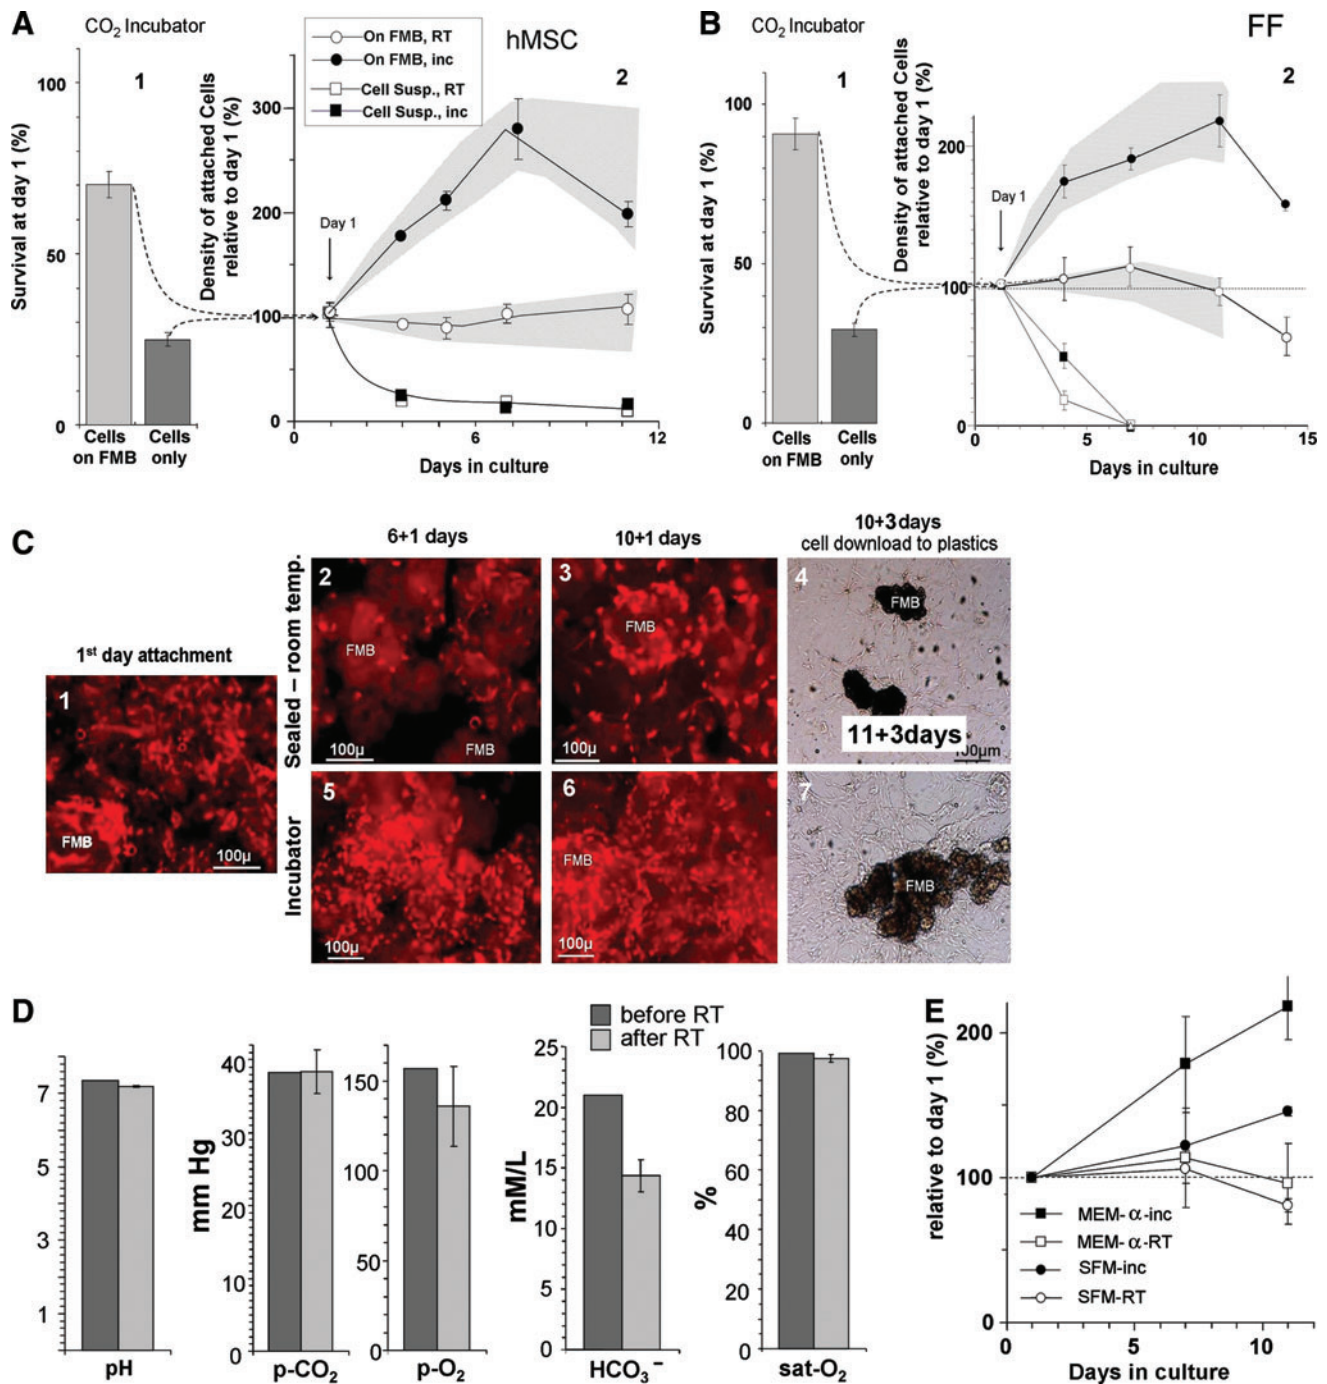 A
CO2 Incubator
1
Survival at day 1 (%)
100
50
0
Cells on FMB
Cells only
Density of attached Cells
relative to day 1 (%)
On FMB, RT
On FMB, inc
Cell Susp., RT
Cell Susp., inc
hMSC
2
300
200
100
0
Day 1
0
6
12
Days in culture
B
CO2 Incubator
1
Survival at day 1 (%)
100
50
0
Cells on FMB
Cells only
Density of attached Cells
relative to day 1 (%)
FF
2
200
100
0
Day 1
0
5
10
15
Days in culture
C
6+1 days
10+1 days
10+3 days
cell download to plastics
1st day attachment
Sealed – room temp.
Incubator
1
FMB
100µ
2
FMB
FMB
100µ
3
FMB
100µ
4
FMB
11+3days
100µm
5
100µ
6
FMB
100µ
7
FMB
D
before RT
after RT
7
5
3
1
pH
mm Hg
40
30
20
10
0
p-CO2
150
100
50
0
p-O2
mM/L
25
20
15
10
5
0
HCO3−
%
100
80
60
40
20
0
sat-O2
E
relative to day 1 (%)
200
100
0
MEM-α-inc
MEM-α-RT
SFM-inc
SFM-RT
0
5
10
Days in culture